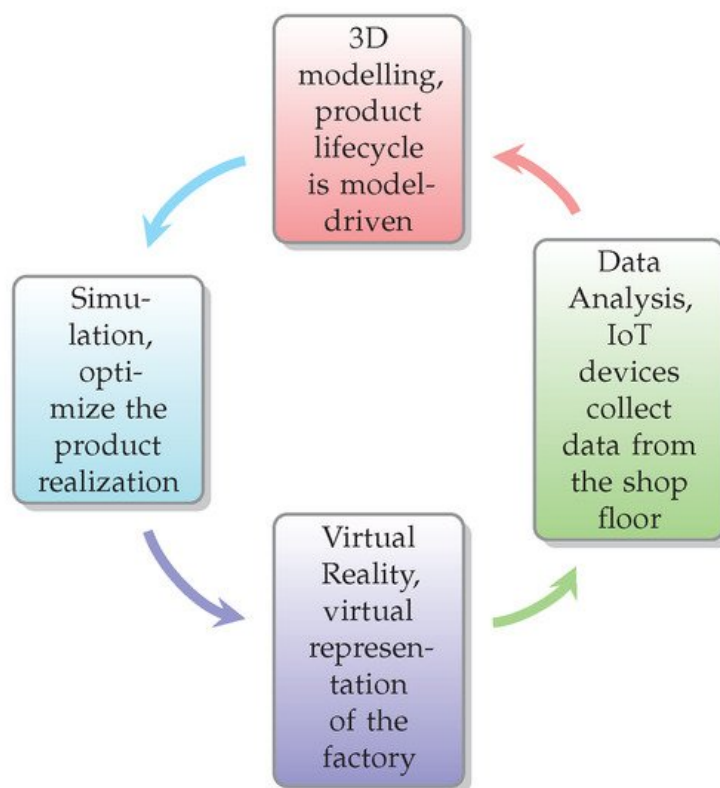 3D
modelling,
product
lifecycle
is model-
driven
Simu-
lation,
opti-
mize the
product
realization
Virtual
Reality,
virtual
represen-
tation
of the
factory
Data
Analysis,
IoT
devices
collect
data from
the shop
floor